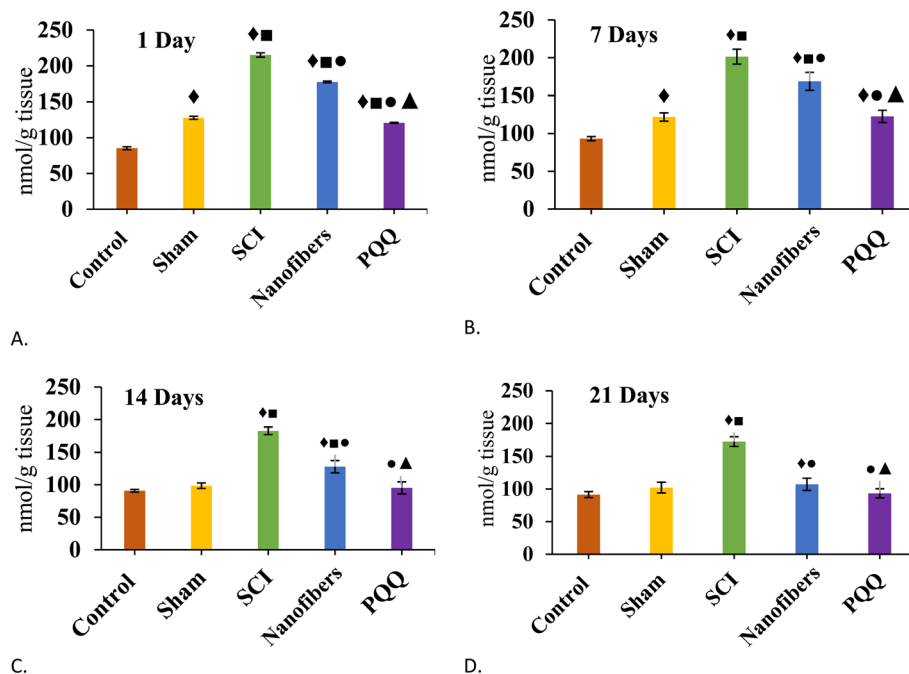 1 Day
nmol/g tissue
250
200
150
100
50
0
♦
♦■
♦■●
♦■●▲
Control
Sham
SCI
Nanofibers
PQQ
A.
7 Days
nmol/g tissue
250
200
150
100
50
0
♦
♦■
♦■●
♦●▲
Control
Sham
SCI
Nanofibers
PQQ
B.
14 Days
nmol/g tissue
250
200
150
100
50
0
♦■
♦■●
●▲
Control
Sham
SCI
Nanofibers
PQQ
C.
21 Days
nmol/g tissue
250
200
150
100
50
0
♦■
♦●
●▲
Control
Sham
SCI
Nanofibers
PQQ
D.